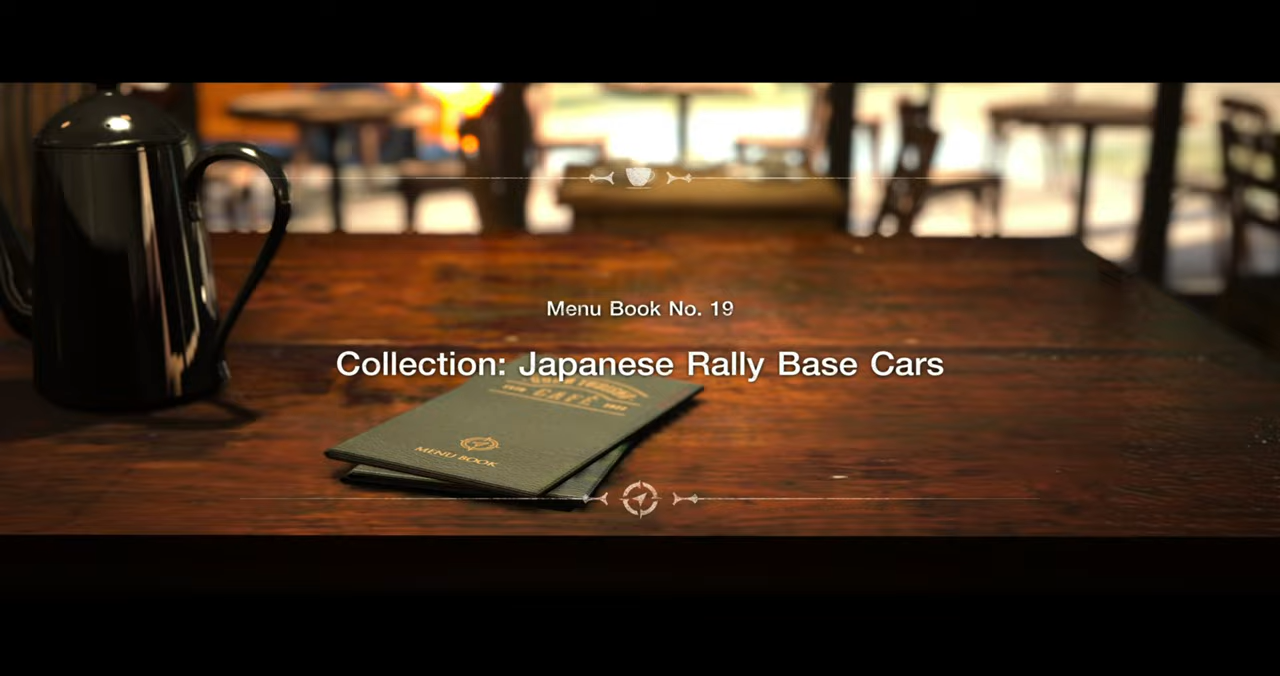 Menu Book No. 19
Collection: Japanese Rally Base Cars
CAFÉ
MENU BOOK